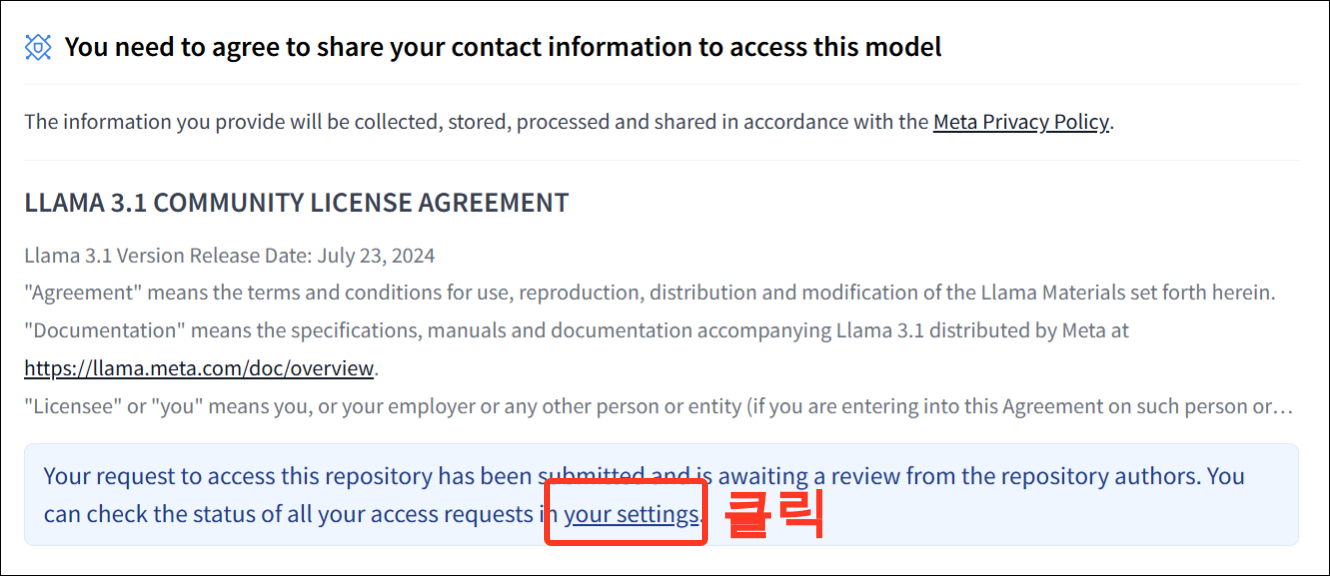 You need to agree to share your contact information to access this model
The information you provide will be collected, stored, processed and shared in accordance with the Meta Privacy Policy.
LLAMA 3.1 COMMUNITY LICENSE AGREEMENT
Llama 3.1 Version Release Date: July 23, 2024
"Agreement" means the terms and conditions for use, reproduction, distribution and modification of the Llama Materials set forth herein.
"Documentation" means the specifications, manuals and documentation accompanying Llama 3.1 distributed by Meta at
https://llama.meta.com/doc/overview.
"Licensee" or "you" means you, or your employer or any other person or entity (if you are entering into this Agreement on such person or…
Your request to access this repository has been submitted and is awaiting a review from the repository authors. You
can check the status of all your access requests in your settings. 클릭